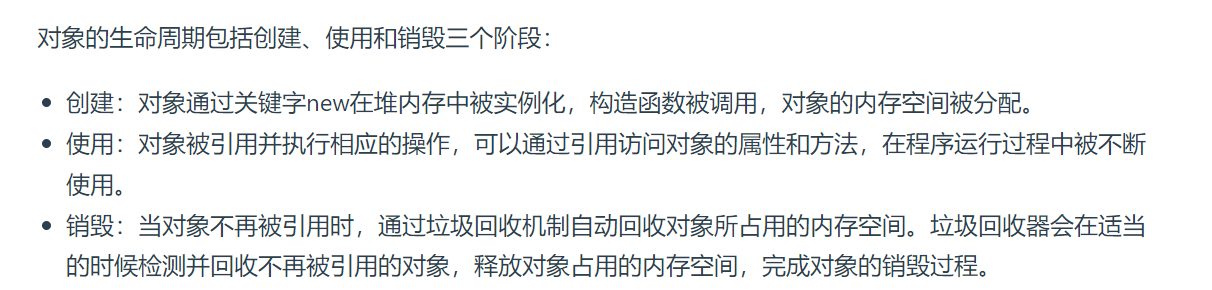 对象的生命周期包括创建、使用和销毁三个阶段：
创建：对象通过关键字new在堆内存中被实例化，构造函数被调用，对象的内存空间被分配。
使用：对象被引用并执行相应的操作，可以通过引用访问对象的属性和方法，在程序运行过程中被不断
使用。
销毁：当对象不再被引用时，通过垃圾回收机制自动回收对象所占用的内存空间。垃圾回收器会在适当
的时候检测并回收不再被引用的对象，释放对象占用的内存空间，完成对象的销毁过程。